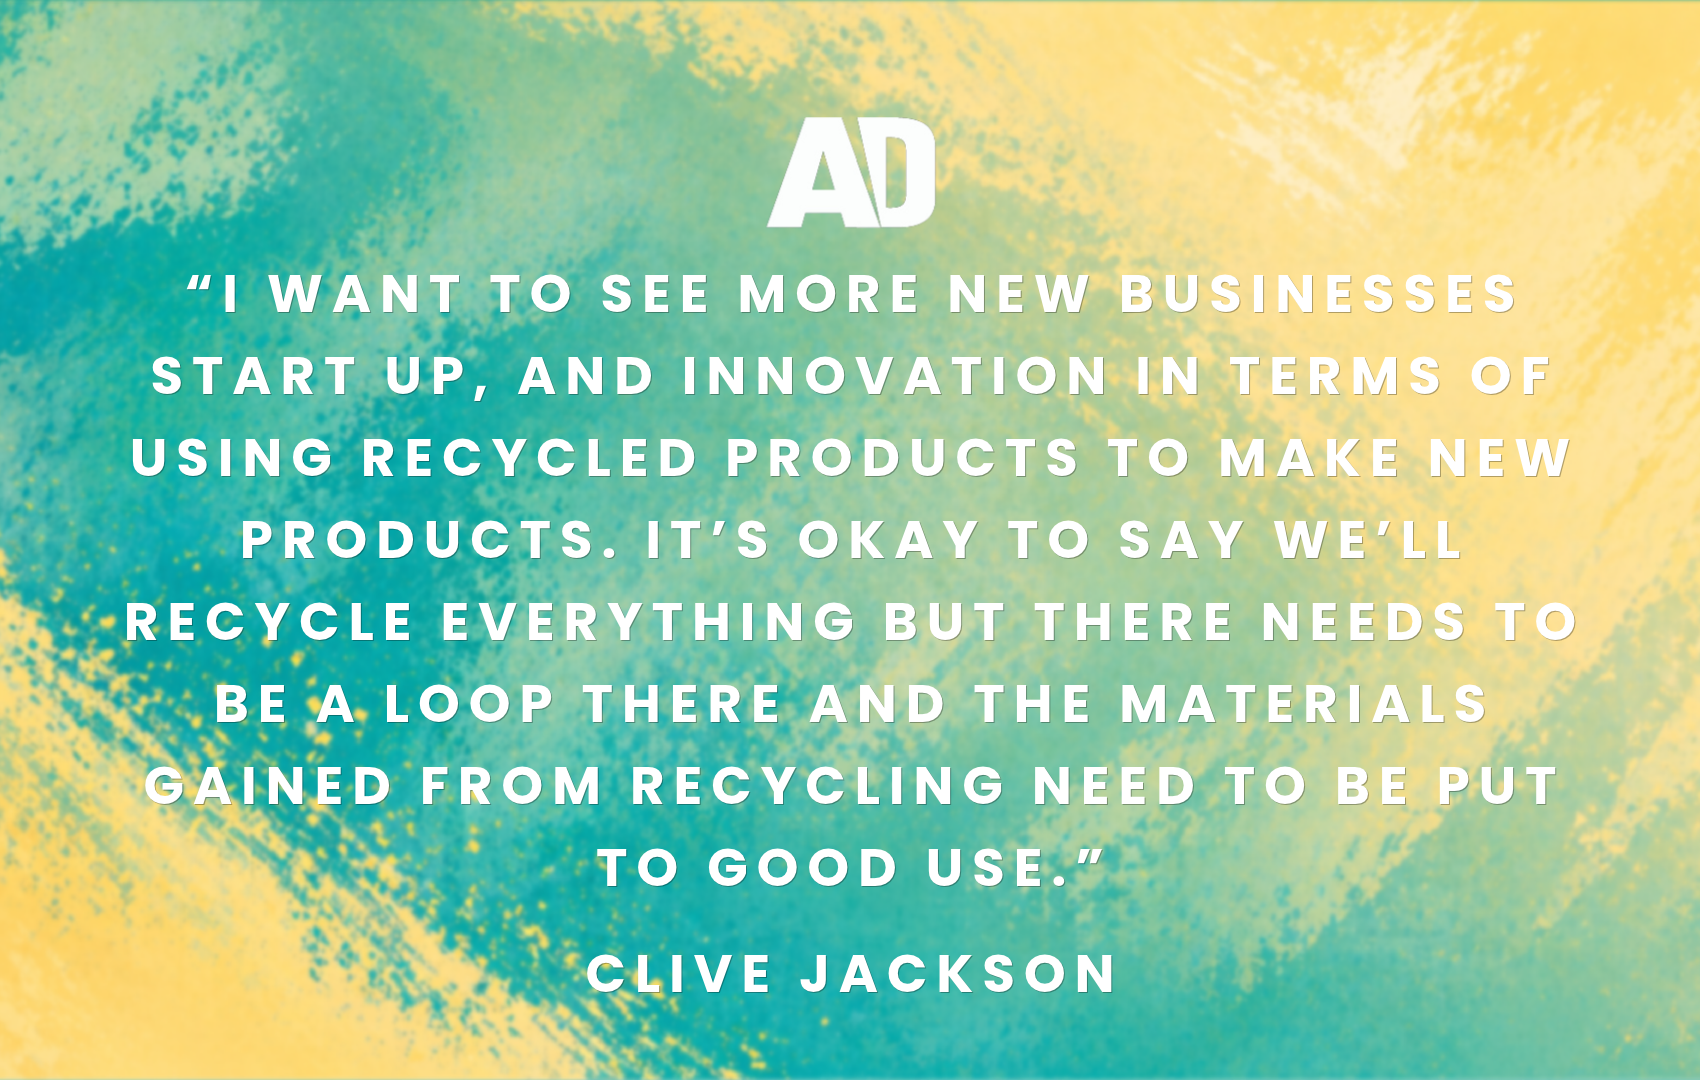 AD
“I WANT TO SEE MORE NEW BUSINESSES
START UP, AND INNOVATION IN TERMS OF
USING RECYCLED PRODUCTS TO MAKE NEW
PRODUCTS. IT’S OKAY TO SAY WE’LL
RECYCLE EVERYTHING BUT THERE NEEDS TO
BE A LOOP THERE AND THE MATERIALS
GAINED FROM RECYCLING NEED TO BE PUT
TO GOOD USE.”
CLIVE JACKSON